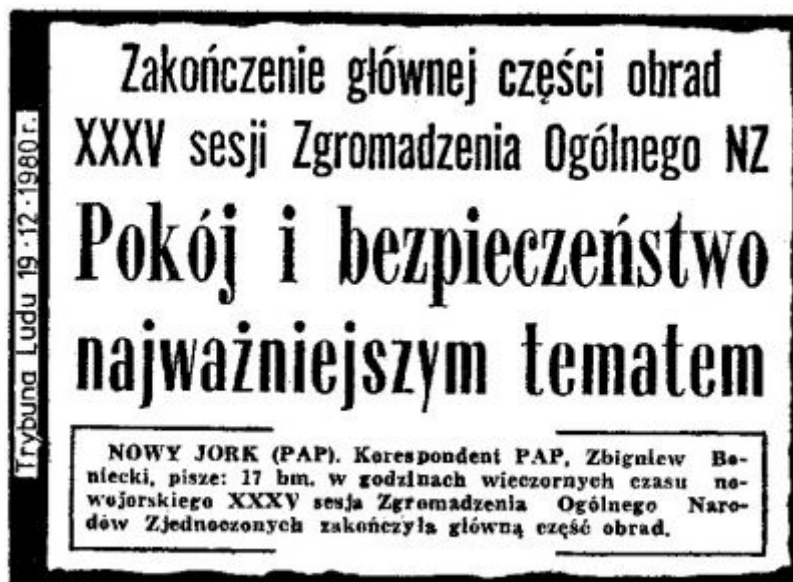 Trybuna Ludu 19·12·1980r.
Zakończenie głównej części obrad
XXXV sesji Zgromadzenia Ogólnego NZ
Pokój i bezpieczeństwo
najważniejszym tematem
NOWY JORK (PAP). Korespondent PAP, Zbigniew Bo-
niecki, pisze: 17 bm. w godzinach wieczornych czasu no-
wojorskiego XXXV sesja Zgromadzenia Ogólnego Naro-
dów Zjednoczonych zakończyła główną część obrad.